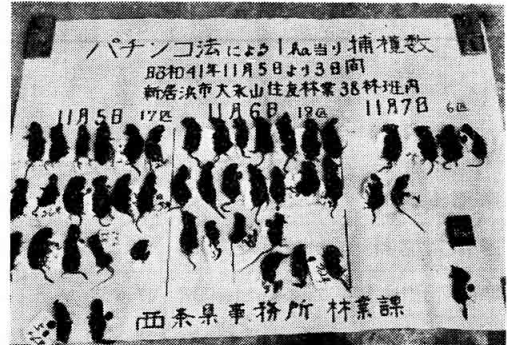 パチンコ法による1ha当り捕獲数
昭和41年11月5日より3日間
新居浜市大永山住友林業38林班内
11月5日 17匹 11月6日 19匹 11月7日 6匹
西条県事務所 林業課